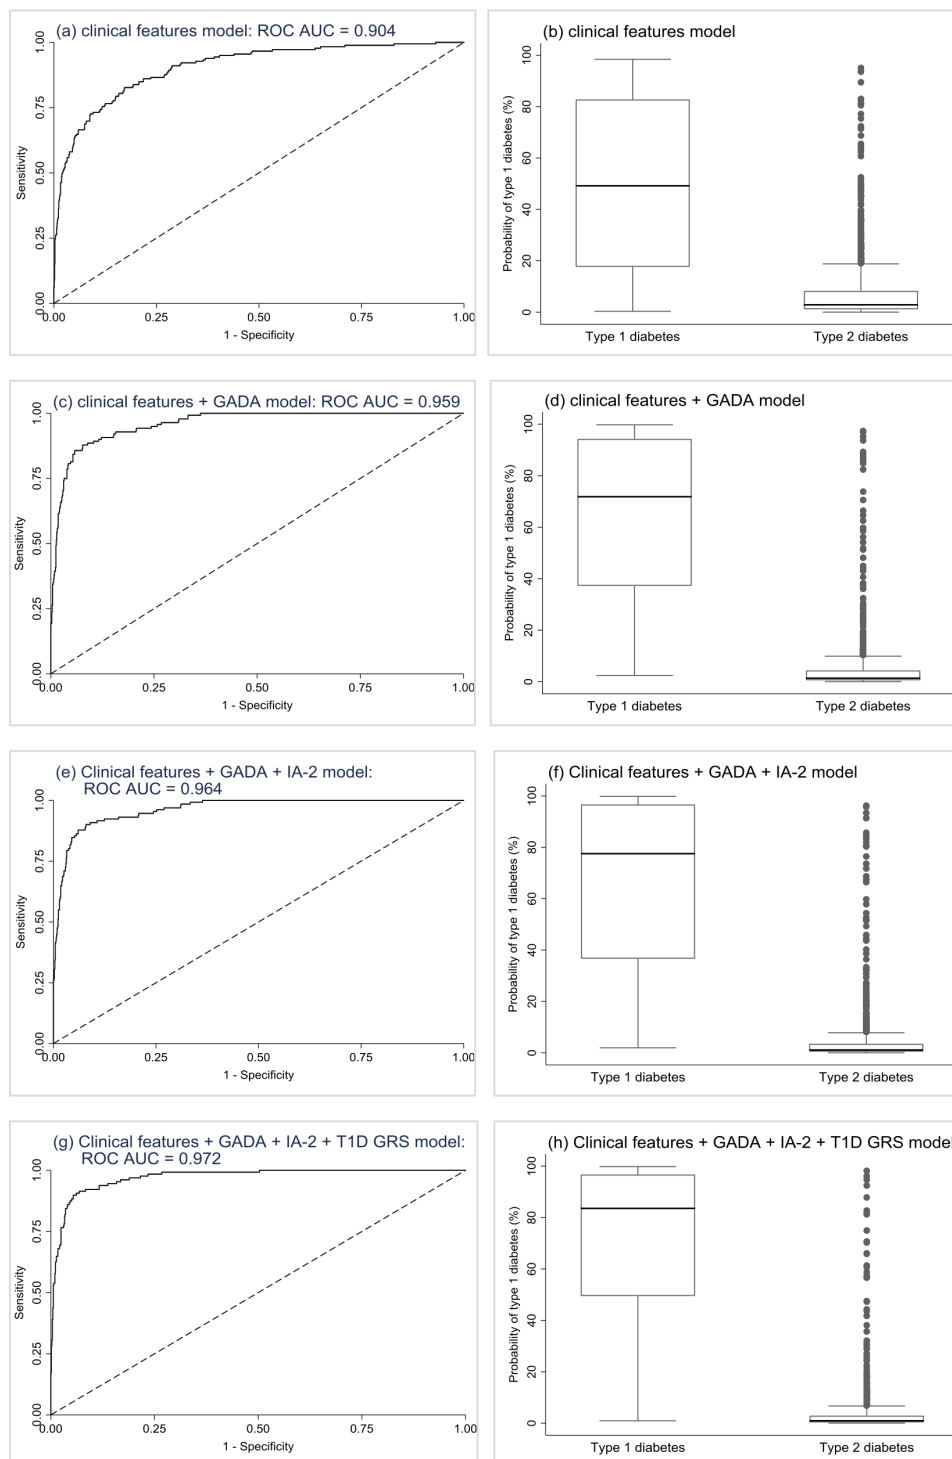 (a) clinical features model: ROC AUC = 0.904
Sensitivity
1.00
0.75
0.50
0.25
0.00
0.00 0.25 0.50 0.75 1.00
1 - Specificity
(b) clinical features model
Probability of type 1 diabetes (%)
100
80
60
40
20
0
Type 1 diabetes Type 2 diabetes
(c) clinical features + GADA model: ROC AUC = 0.959
Sensitivity
1.00
0.75
0.50
0.25
0.00
0.00 0.25 0.50 0.75 1.00
1 - Specificity
(d) clinical features + GADA model
Probability of type 1 diabetes (%)
100
80
60
40
20
0
Type 1 diabetes Type 2 diabetes
(e) Clinical features + GADA + IA-2 model:
ROC AUC = 0.964
Sensitivity
1.00
0.75
0.50
0.25
0.00
0.00 0.25 0.50 0.75 1.00
1 - Specificity
(f) Clinical features + GADA + IA-2 model
Probability of type 1 diabetes (%)
100
80
60
40
20
0
Type 1 diabetes Type 2 diabetes
(g) Clinical features + GADA + IA-2 + T1D GRS model:
ROC AUC = 0.972
Sensitivity
1.00
0.75
0.50
0.25
0.00
0.00 0.25 0.50 0.75 1.00
1 - Specificity
(h) Clinical features + GADA + IA-2 + T1D GRS model
Probability of type 1 diabetes (%)
100
80
60
40
20
0
Type 1 diabetes Type 2 diabetes